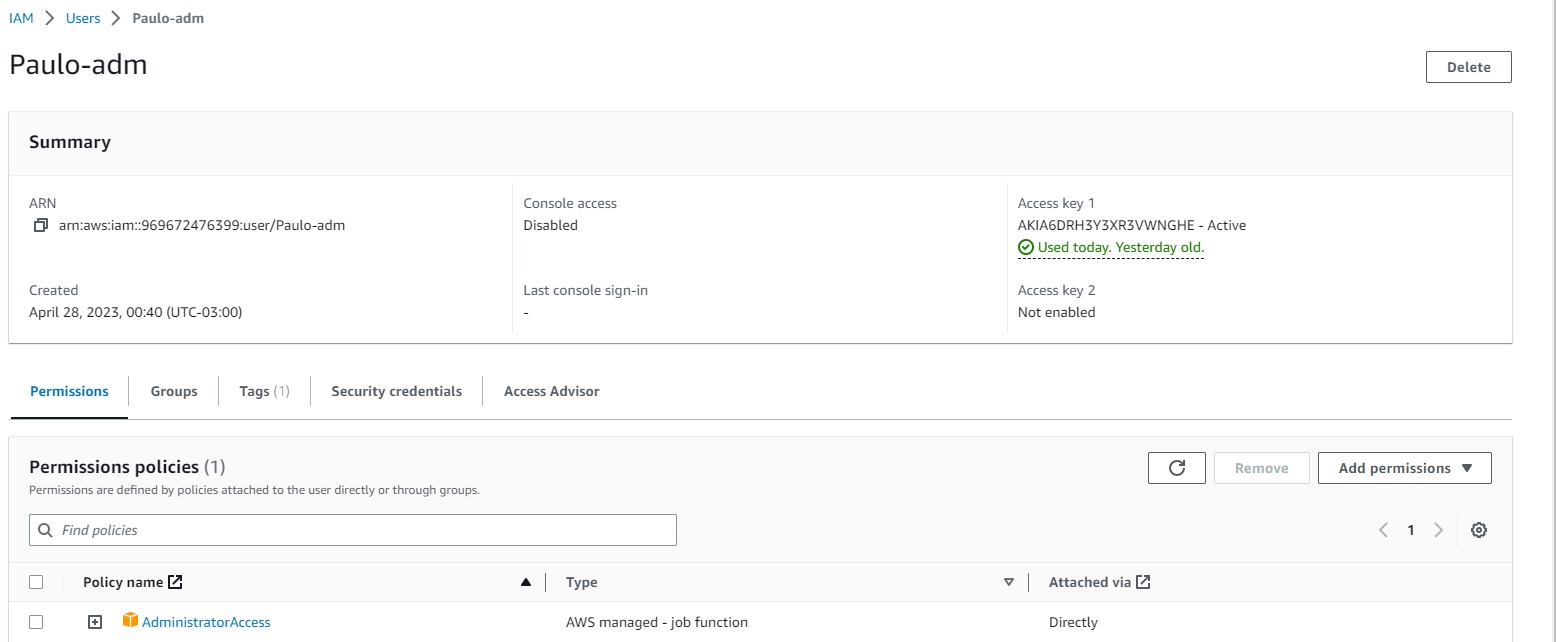 IAM > Users > Paulo-adm
Paulo-adm
Delete
Summary
ARN
arn:aws:iam::969672476399:user/Paulo-adm
Created
April 28, 2023, 00:40 (UTC-03:00)
Console access
Disabled
Last console sign-in
-
Access key 1
AKIA6DRH3Y3XR3VWNGHE - Active
Used today. Yesterday old.
Access key 2
Not enabled
Permissions Groups Tags (1) Security credentials Access Advisor
Permissions policies (1)
Permissions are defined by policies attached to the user directly or through groups.
Remove Add permissions
Find policies
1
Policy name Type Attached via
AdministratorAccess AWS managed - job function Directly